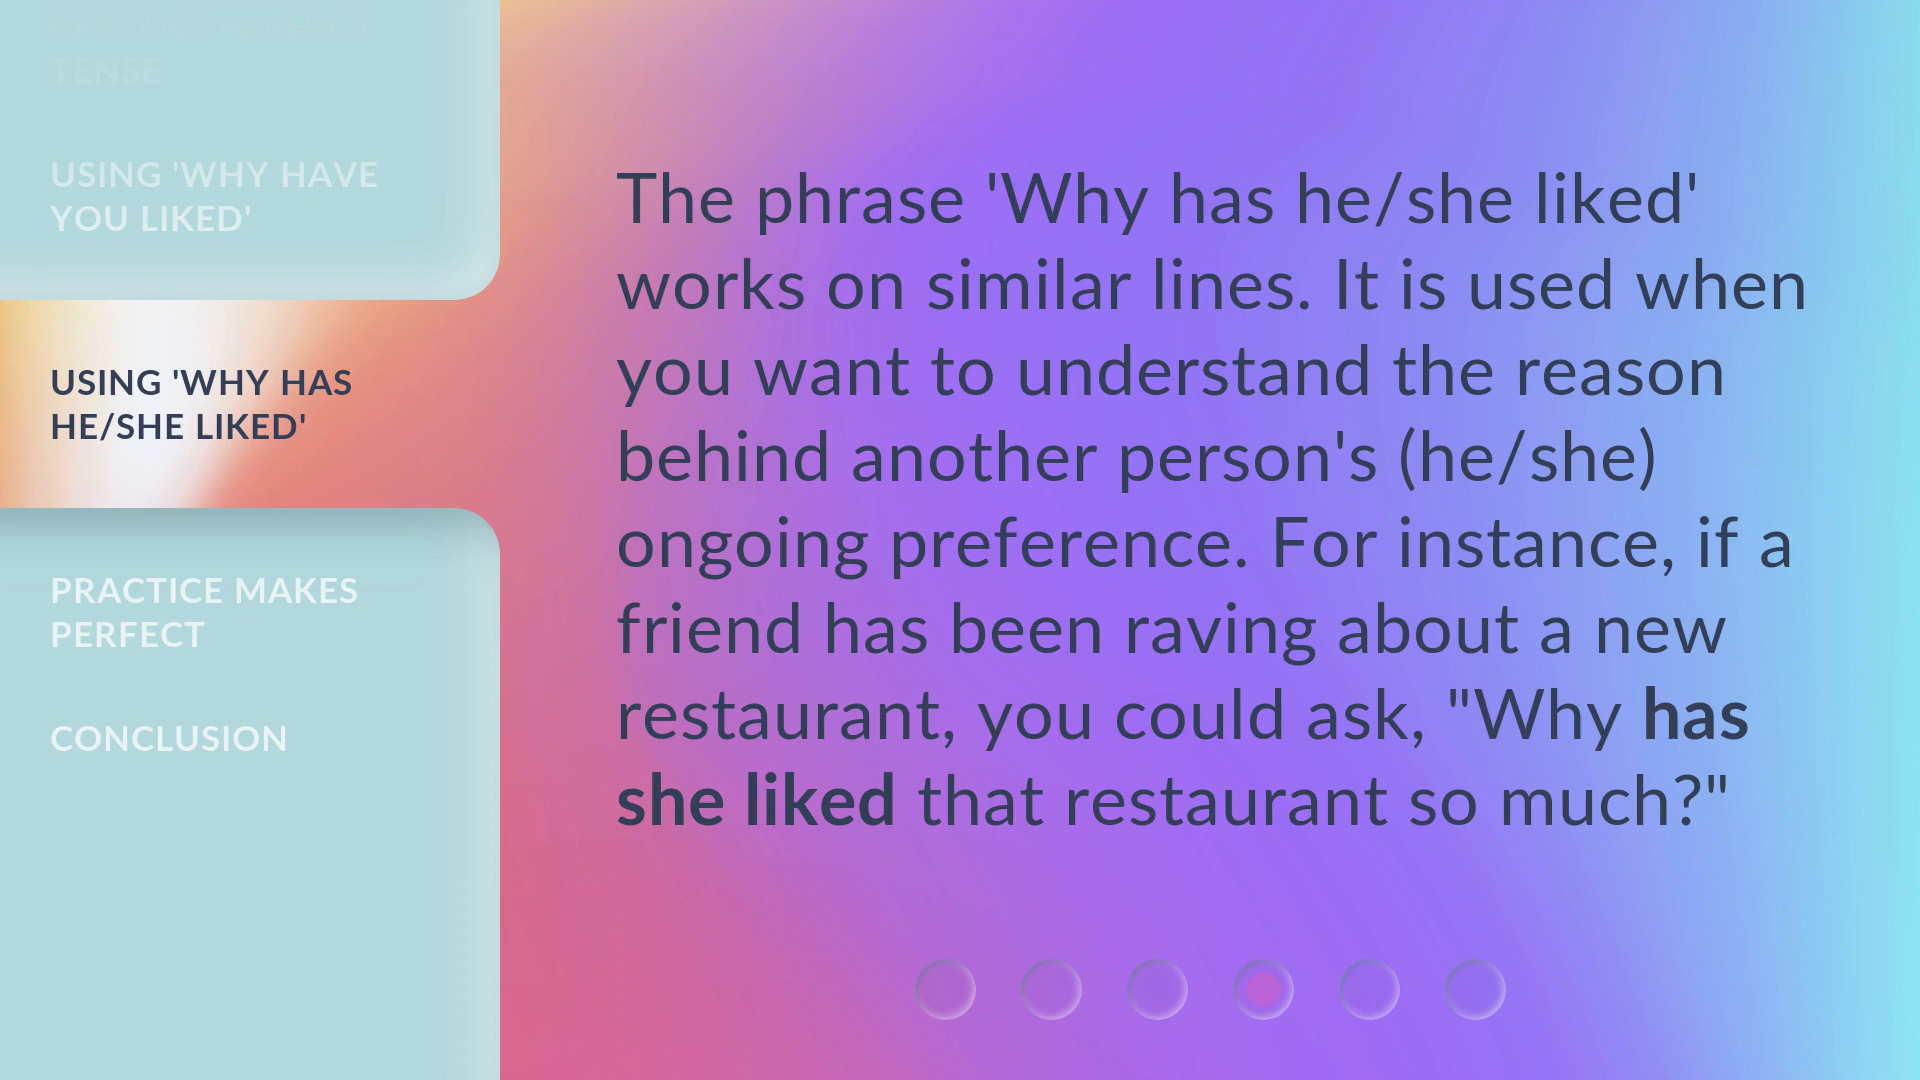 TENSE
USING 'WHY HAVE
YOU LIKED'
USING 'WHY HAS
HE/SHE LIKED'
PRACTICE MAKES
PERFECT
CONCLUSION
The phrase 'Why has he/she liked'
works on similar lines. It is used when
you want to understand the reason
behind another person's (he/she)
ongoing preference. For instance, if a
friend has been raving about a new
restaurant, you could ask, "Why has
she liked that restaurant so much?"